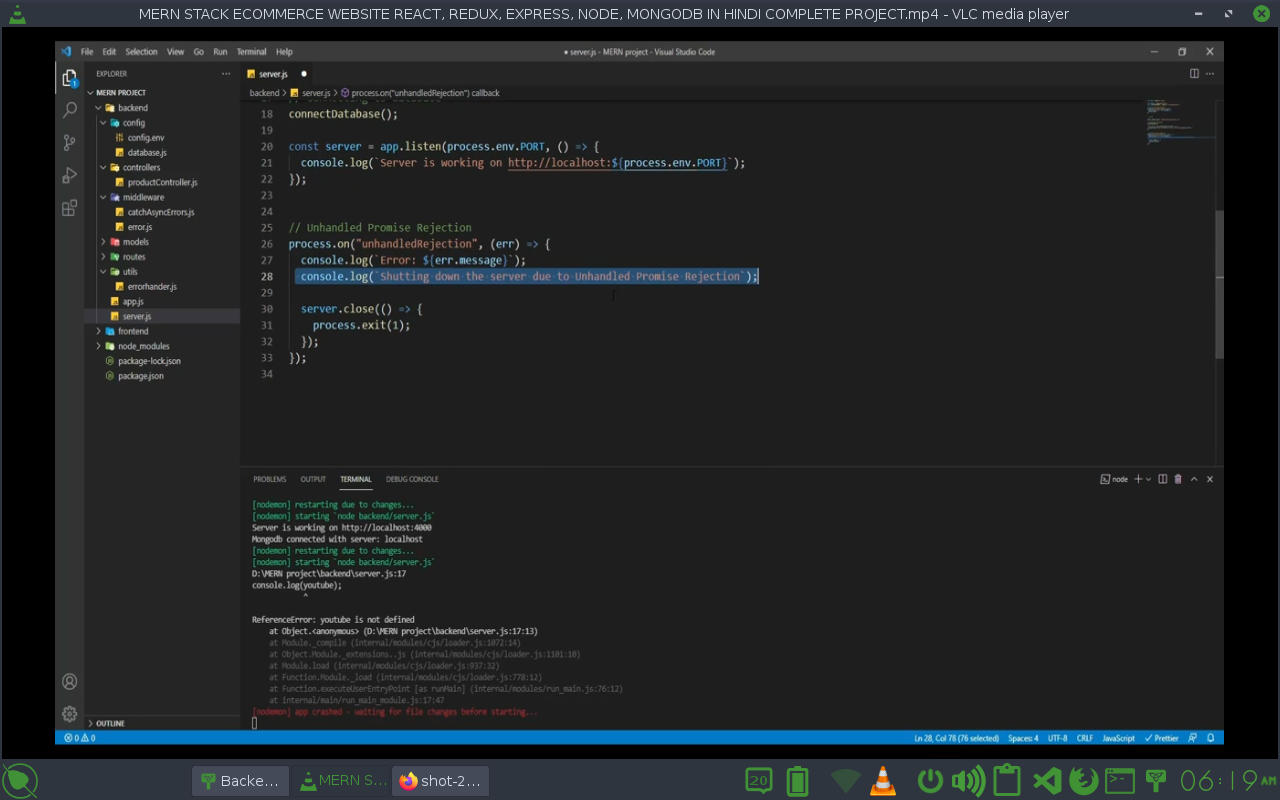 MERN STACK ECOMMERCE WEBSITE REACT, REDUX, EXPRESS, NODE, MONGODB IN HINDI COMPLETE PROJECT.mp4 - VLC media player
File Edit Selection View Go Run Terminal Help
● server.js - MERN project - Visual Studio Code
EXPLORER
MERN PROJECT
backend
config
config.env
database.js
controllers
productController.js
middleware
catchAsyncErrors.js
error.js
models
routes
utils
errorhander.js
app.js
server.js
frontend
node_modules
package-lock.json
package.json
OUTLINE
server.js
backend > server.js > process.on("unhandledRejection") callback
18 connectDatabase();
19
20 const server = app.listen(process.env.PORT, () => {
21 console.log(`Server is working on http://localhost:${process.env.PORT}`);
22 });
23
24
25 // Unhandled Promise Rejection
26 process.on("unhandledRejection", (err) => {
27 console.log(`Error: ${err.message}`);
28 console.log(`Shutting down the server due to Unhandled Promise Rejection`);
29
30 server.close(() => {
31 process.exit(1);
32 });
33 });
34
PROBLEMS OUTPUT TERMINAL DEBUG CONSOLE
node
[nodemon] restarting due to changes...
[nodemon] starting `node backend/server.js`
Server is working on http://localhost:4000
Mongodb connected with server: localhost
[nodemon] restarting due to changes...
[nodemon] starting `node backend/server.js`
D:\MERN project\backend\server.js:17
console.log(youtube);
^
ReferenceError: youtube is not defined
at Object.<anonymous> (D:\MERN project\backend\server.js:17:13)
at Module._compile (internal/modules/cjs/loader.js:1072:14)
at Object.Module._extensions..js (internal/modules/cjs/loader.js:1101:10)
at Module.load (internal/modules/cjs/loader.js:937:32)
at Function.Module._load (internal/modules/cjs/loader.js:778:12)
at Function.executeUserEntryPoint [as runMain] (internal/modules/run_main.js:76:12)
at internal/main/run_main_module.js:17:47
[nodemon] app crashed - waiting for file changes before starting...
0 0
Ln 28, Col 78 (76 selected) Spaces: 4 UTF-8 CRLF JavaScript Prettier
Backe...
MERN S...
shot-2...
20
06:19 AM